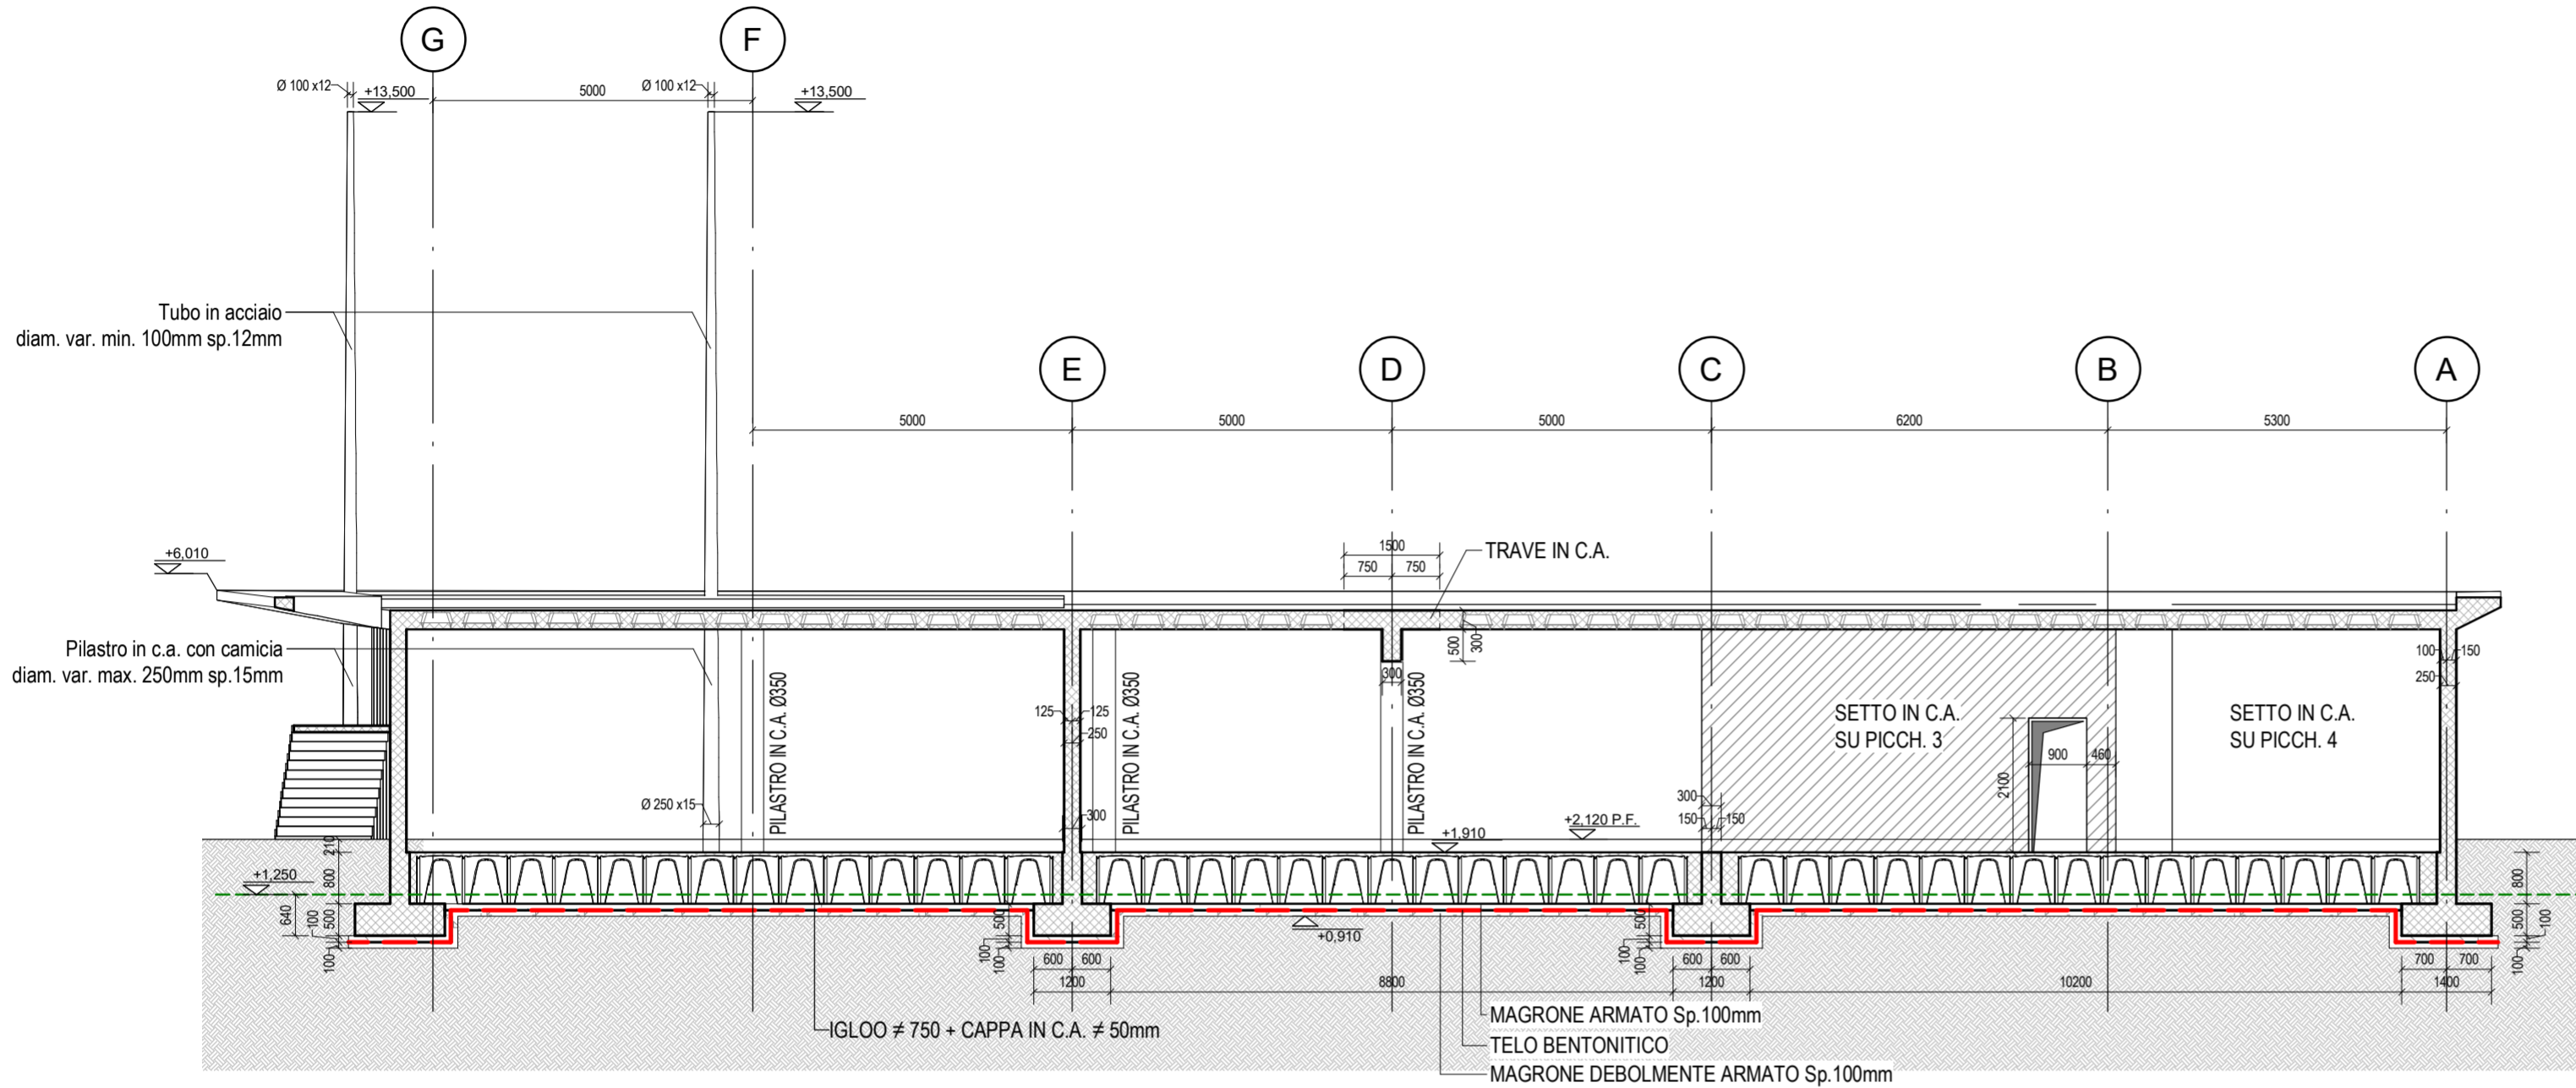 G
F
Ø 100 x12
+13,500
5000
Ø 100 x12
+13,500
Tubo in acciaio
diam. var. min. 100mm sp.12mm
E
D
C
B
A
5000
5000
5000
6200
5300
+6,010
1500
750
750
TRAVE IN C.A.
Pilastro in c.a. con camicia
diam. var. max. 250mm sp.15mm
500
300
300
100
150
250
PILASTRO IN C.A. Ø350
PILASTRO IN C.A. Ø350
PILASTRO IN C.A. Ø350
125
125
250
SETTO IN C.A.
SU PICCH. 3
SETTO IN C.A.
SU PICCH. 4
900
460
2100
Ø 250 x15
300
300
150
150
+2,120 P.F.
+1,910
210
+1,250
800
800
640
100
500
100
500
100
100
+0,910
500
100
100
500
100
100
600
600
600
600
700
700
1200
8800
1200
10200
1400
MAGRONE ARMATO Sp.100mm
IGLOO ≠ 750 + CAPPA IN C.A. ≠ 50mm
TELO BENTONITICO
MAGRONE DEBOLMENTE ARMATO Sp.100mm